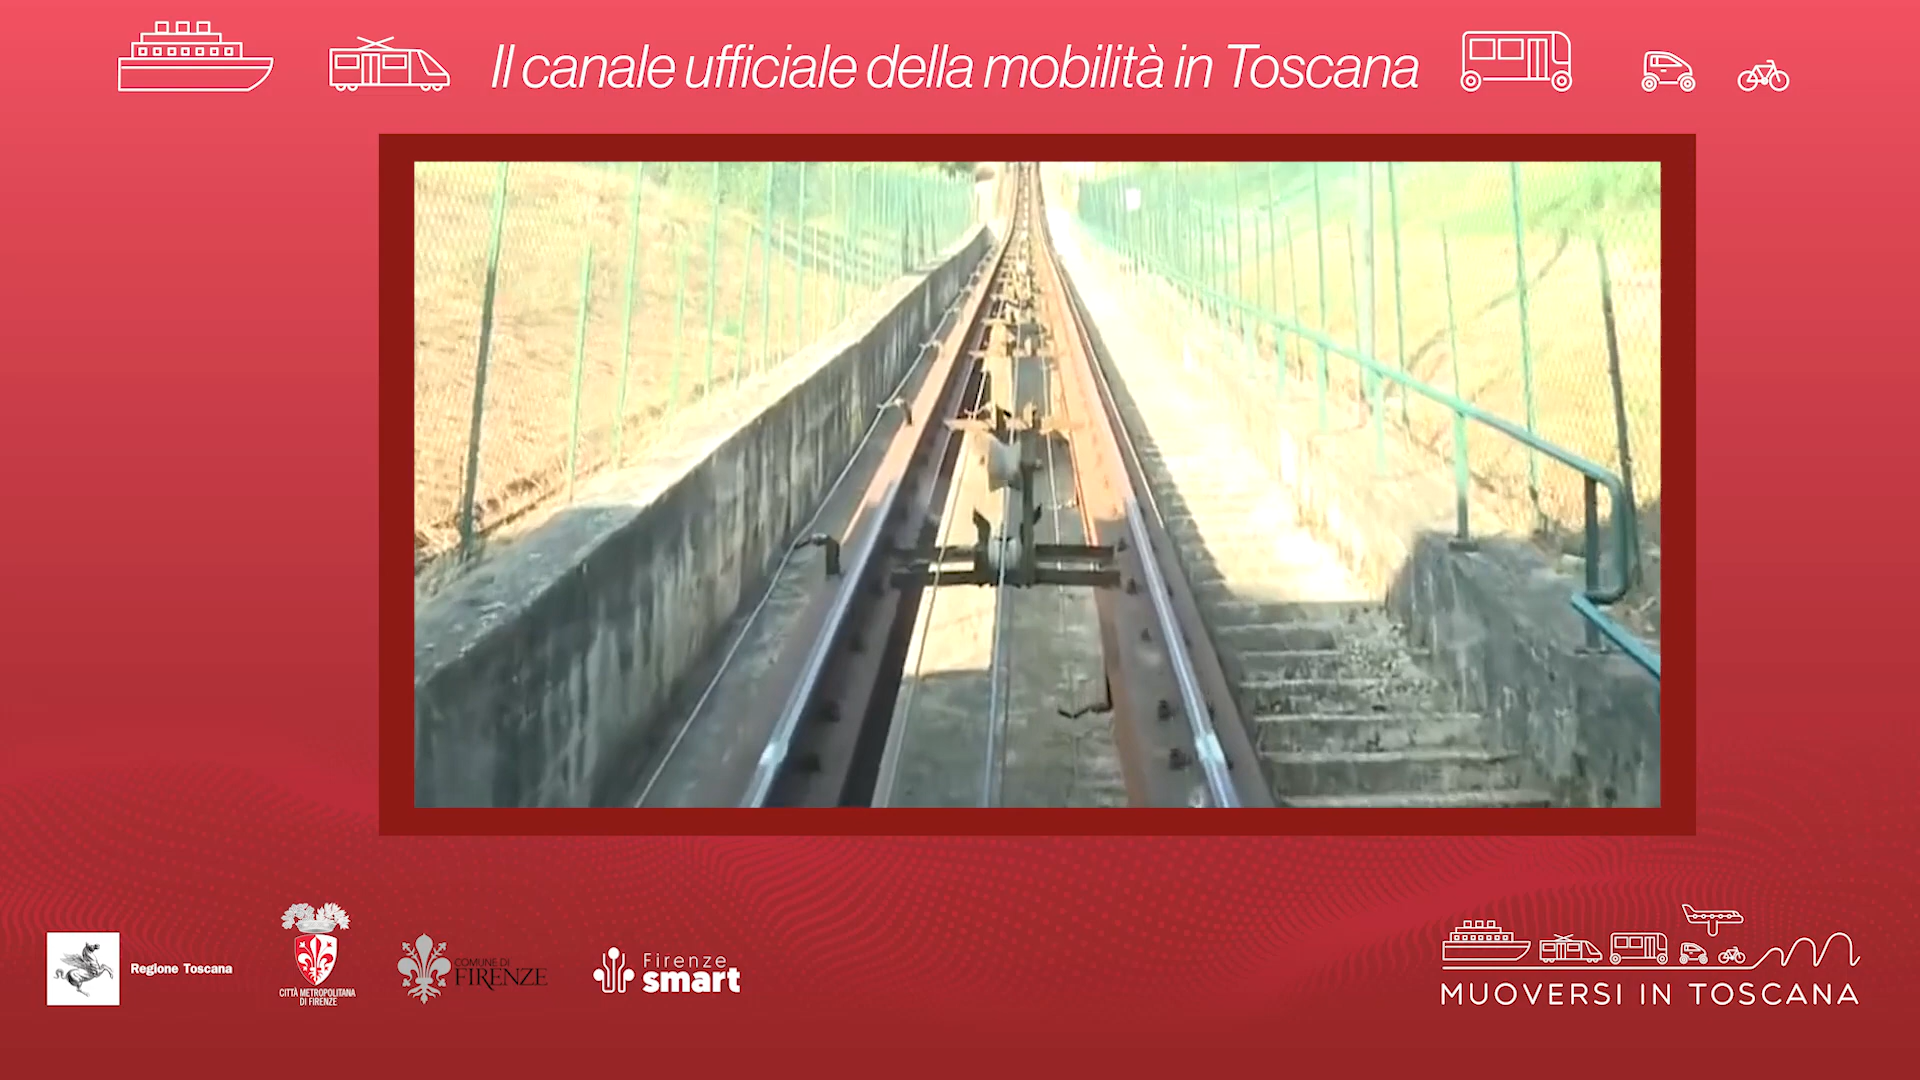 Il canale ufficiale della mobilità in Toscana
Regione Toscana
CITTÀ METROPOLITANA
DI FIRENZE
COMUNE DI
FIRENZE
Firenze
smart
MUOVERSI IN TOSCANA